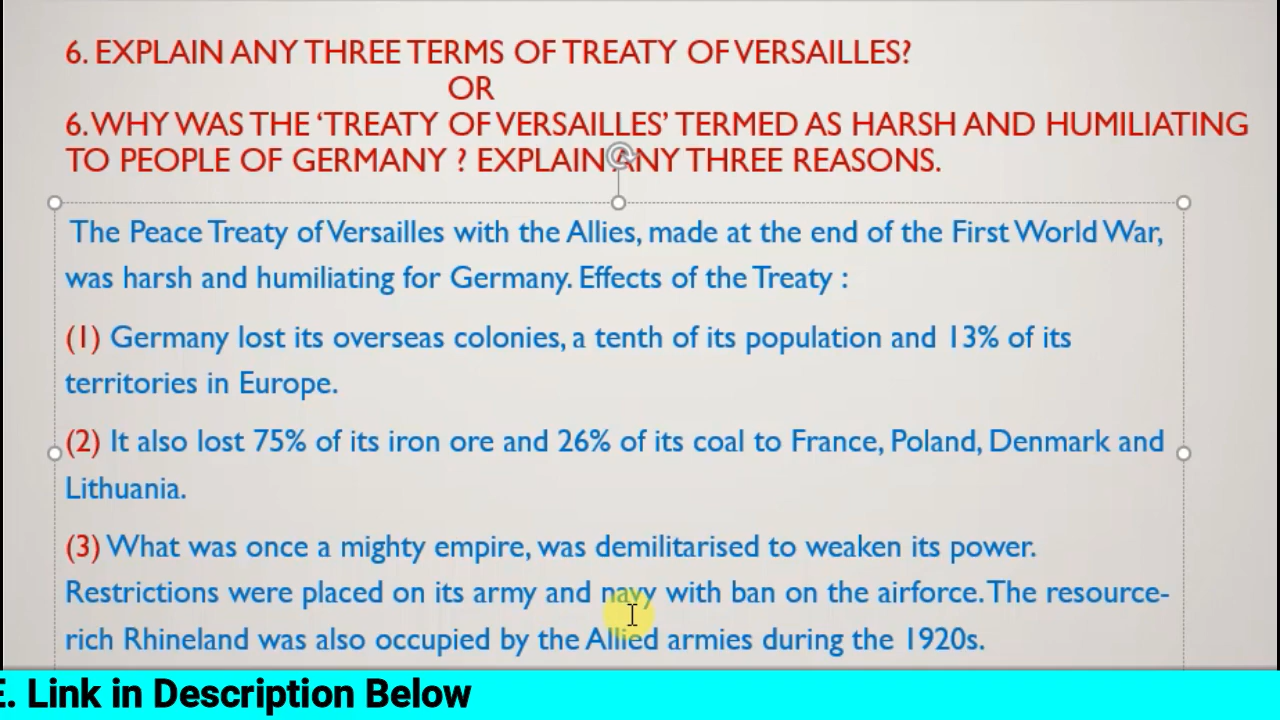 6. EXPLAIN ANY THREE TERMS OF TREATY OF VERSAILLES?
OR
6. WHY WAS THE ‘TREATY OF VERSAILLES’ TERMED AS HARSH AND HUMILIATING
TO PEOPLE OF GERMANY ? EXPLAIN ANY THREE REASONS.
The Peace Treaty of Versailles with the Allies, made at the end of the First World War,
was harsh and humiliating for Germany. Effects of the Treaty :
(1) Germany lost its overseas colonies, a tenth of its population and 13% of its
territories in Europe.
(2) It also lost 75% of its iron ore and 26% of its coal to France, Poland, Denmark and
Lithuania.
(3) What was once a mighty empire, was demilitarised to weaken its power.
Restrictions were placed on its army and navy with ban on the airforce. The resource-
rich Rhineland was also occupied by the Allied armies during the 1920s.
E. Link in Description Below